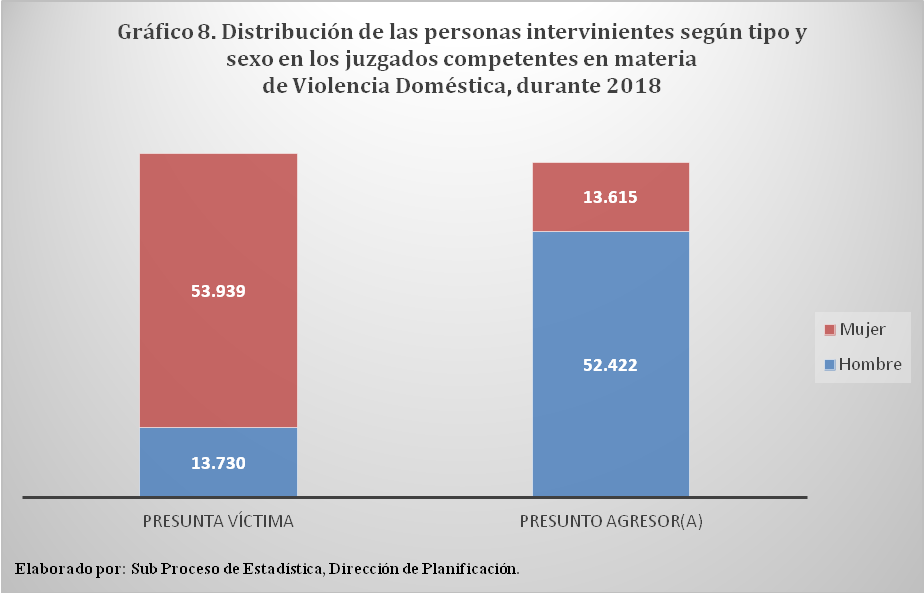 Gráfico 8. Distribución de las personas intervinientes según tipo y
sexo en los juzgados competentes en materia
de Violencia Doméstica, durante 2018
13.615
53.939
Mujer
52.422
Hombre
13.730
PRESUNTA VÍCTIMA
PRESUNTO AGRESOR(A)
Elaborado por: Sub Proceso de Estadística, Dirección de Planificación.